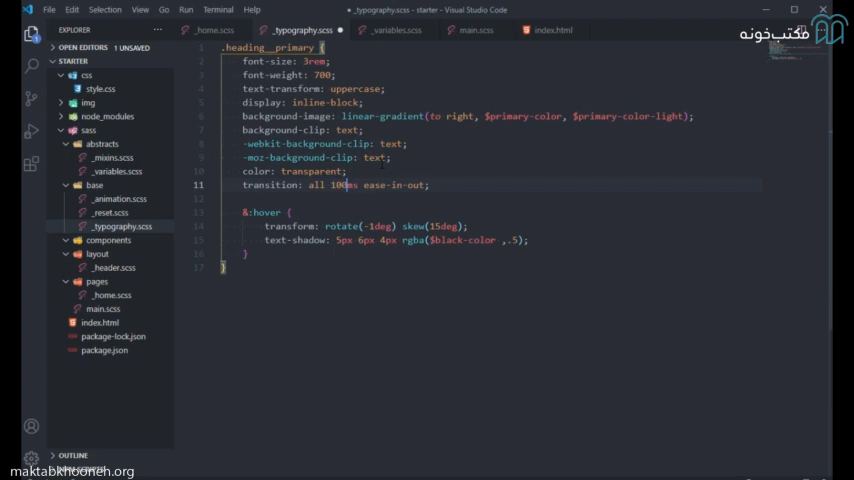 File Edit Selection View Go Run Terminal Help
● _typography.scss - starter - Visual Studio Code
مکتب‌خونه
EXPLORER
OPEN EDITORS 1 UNSAVED
STARTER
css
style.css
img
node_modules
sass
abstracts
_mixins.scss
_variables.scss
base
_animation.scss
_reset.scss
_typography.scss
components
layout
_header.scss
pages
_home.scss
main.scss
index.html
package-lock.json
package.json
OUTLINE
_home.scss _typography.scss ● _variables.scss main.scss index.html
1 .heading__primary {
2 font-size: 3rem;
3 font-weight: 700;
4 text-transform: uppercase;
5 display: inline-block;
6 background-image: linear-gradient(to right, $primary-color, $primary-color-light);
7 background-clip: text;
8 -webkit-background-clip: text;
9 -moz-background-clip: text;
10 color: transparent;
11 transition: all 100ms ease-in-out;
12
13 &:hover {
14 transform: rotate(-1deg) skew(15deg);
15 text-shadow: 5px 6px 4px rgba($black-color ,.5);
16 }
17 }
maktabkhooneh.org